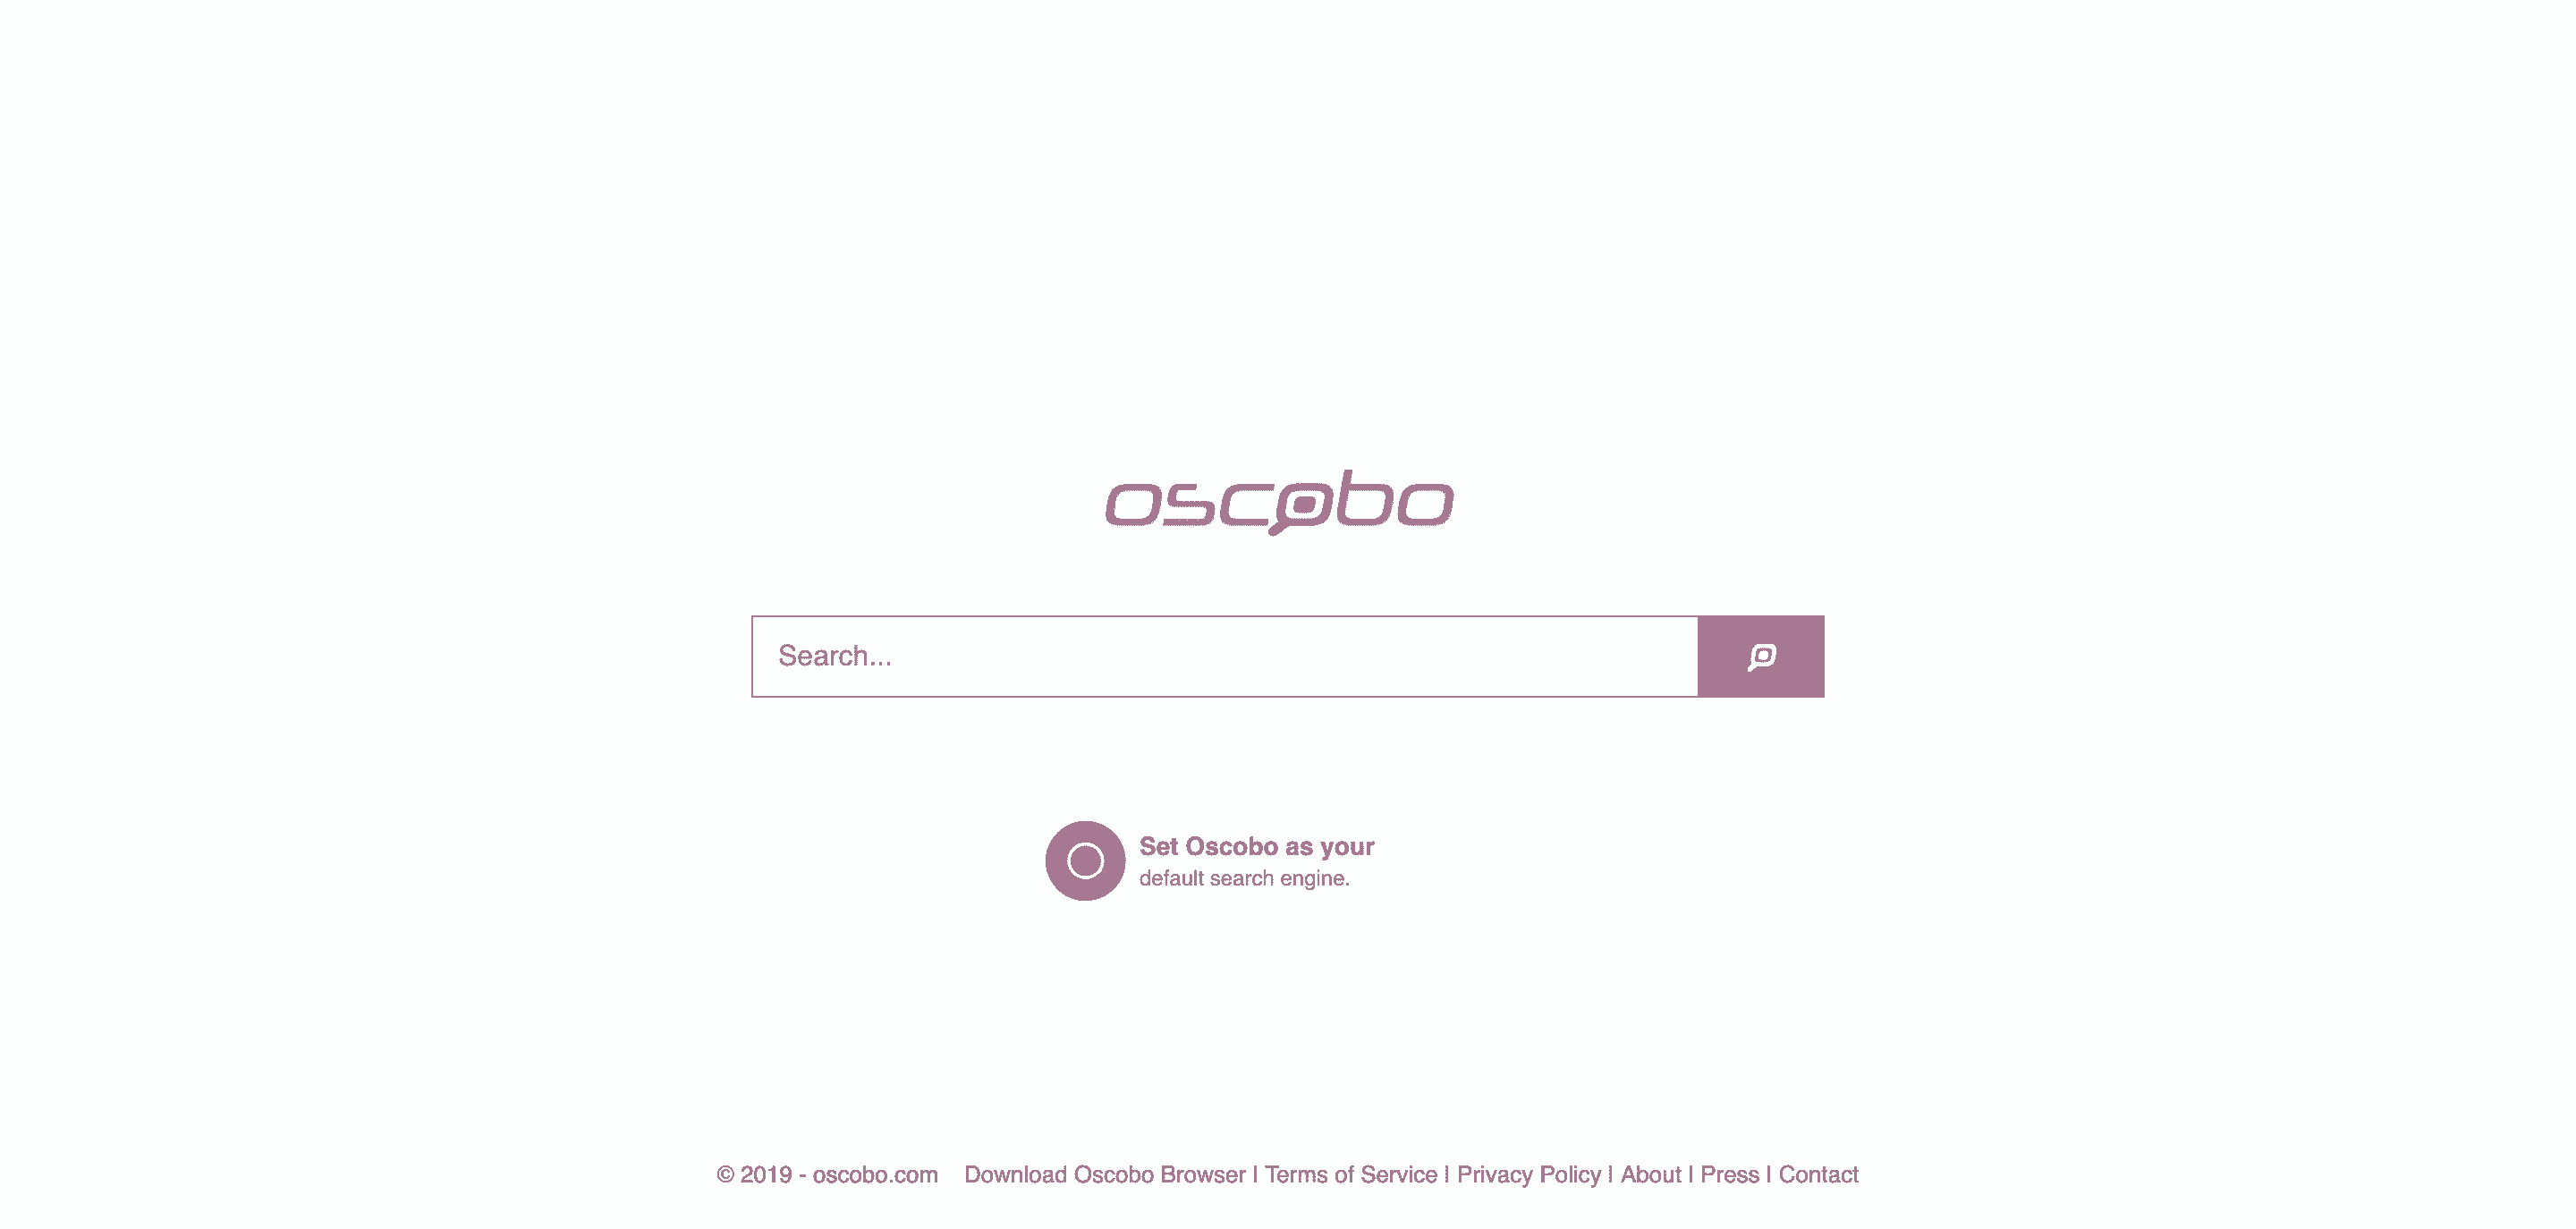 oscobo
Search...
Set Oscobo as your
default search engine.
© 2019 - oscobo.com Download Oscobo Browser | Terms of Service | Privacy Policy | About | Press | Contact